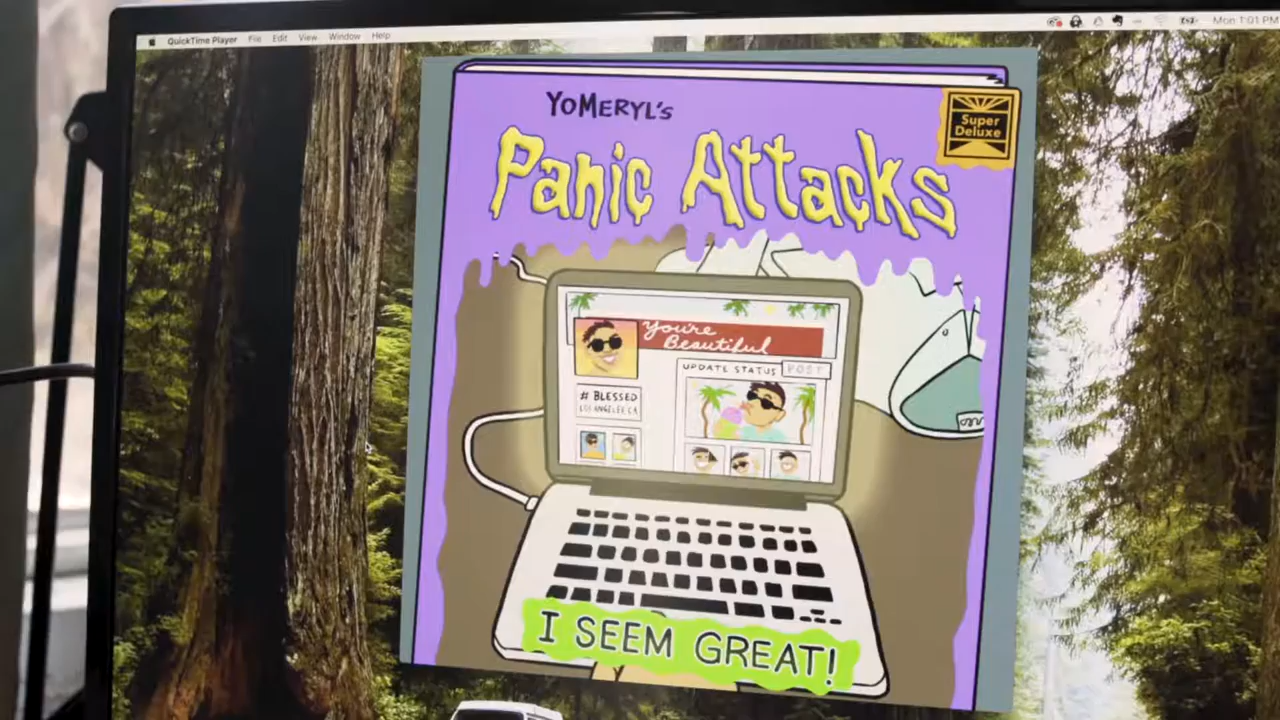 QuickTime Player File Edit View Window Help
Mon 1:01 PM
YOMERYL'S
Panic Attacks
Super
Deluxe
You're
Beautiful
UPDATE STATUS POST
# BLESSED
LOS ANGELES, CA
I SEEM GREAT!